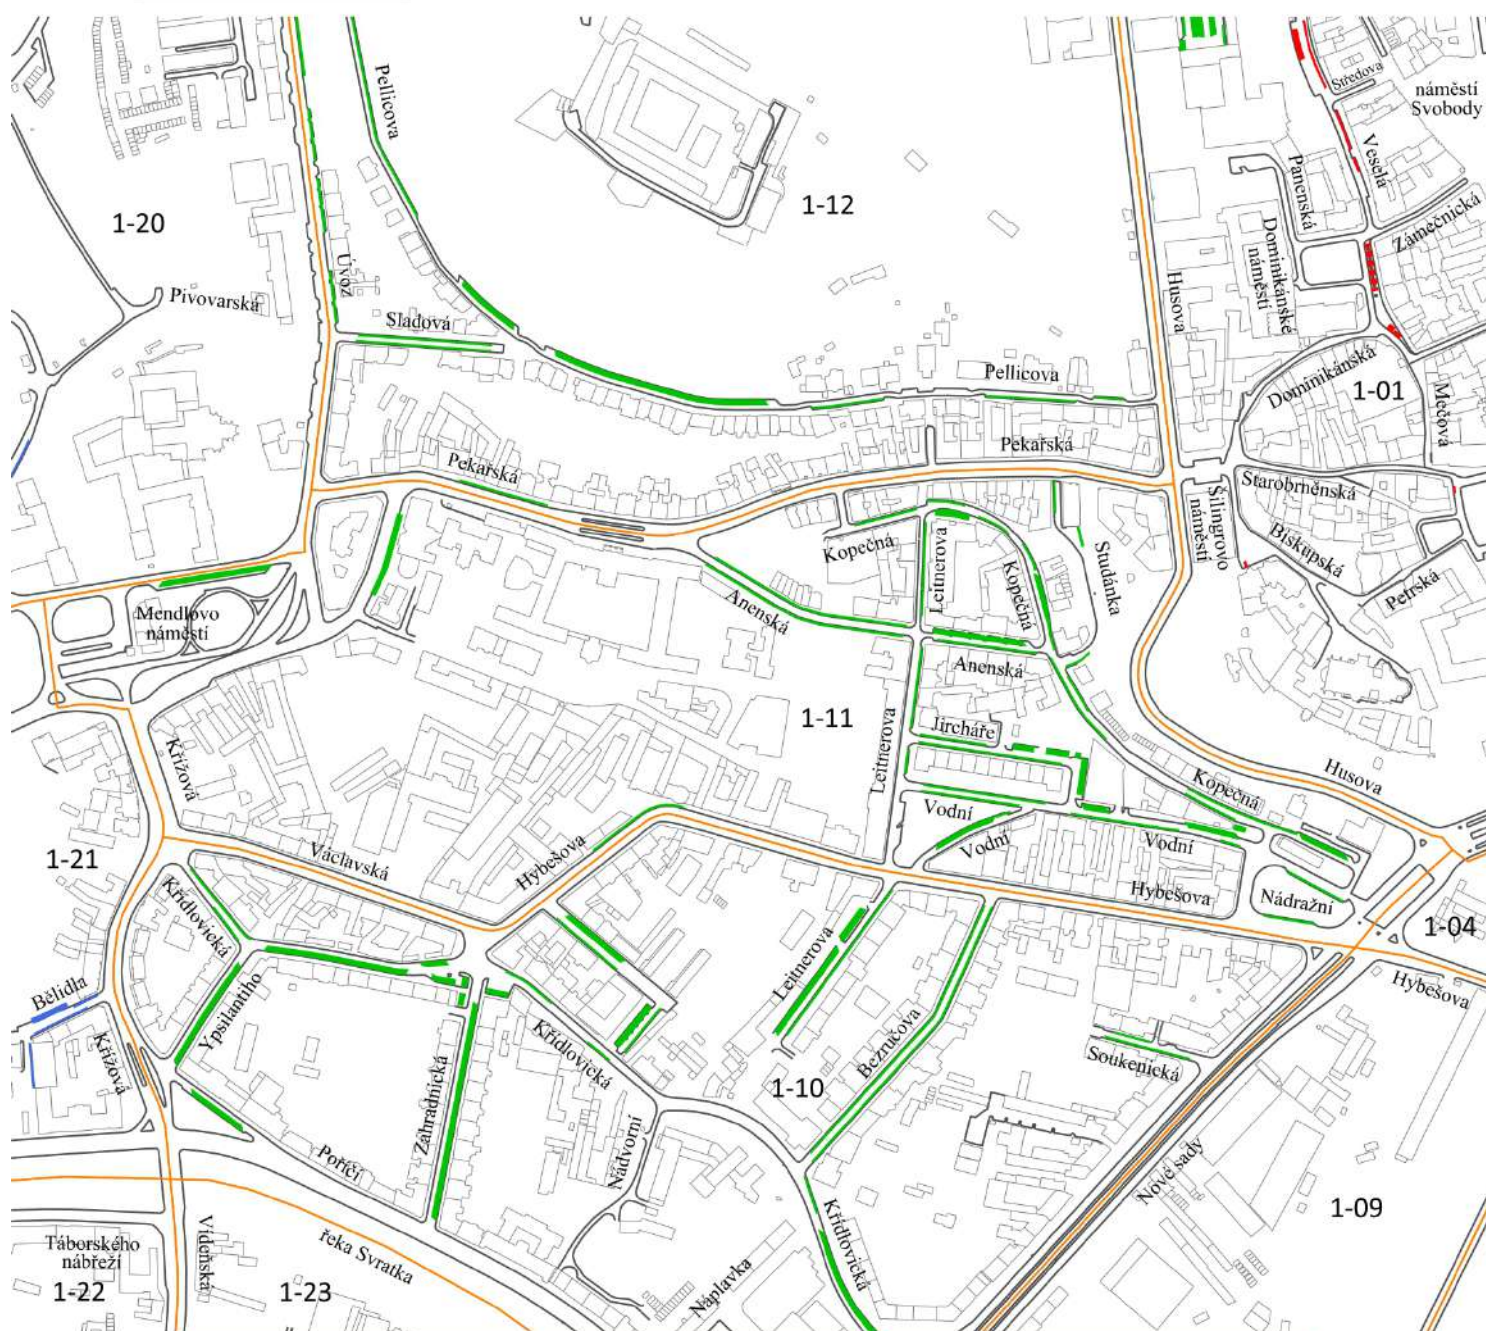 Pellicova
Středova
náměstí
Svobody
Veselá
Panenská
1-12
Zámečnická
1-20
Dominikánské
náměstí
Úvoz
Husova
Pivovarská
Sladová
Pellicova
Dominikánská
1-01
Mečová
Pekařská
Pekařská
Starobrněnská
Šilingrovo
náměstí
Biskupská
Kopečná
Leitnerova
Kopečná
Studánka
Petrská
Mendlovo
náměstí
Anenská
Anenská
1-11
Jircháře
Leitnerova
Křížová
Husova
Kopečná
Vodní
Vodní
Vodní
Hybešova
Václavská
1-21
Hybešova
Nádražní
Křídlovická
1-04
Leitnerova
Hybešova
Bělidla
Ypsilantiho
Křídlovická
Bezručova
Křížová
Soukenická
Zahradnická
1-10
Nádvorní
Poříčí
Nové sady
Křídlovická
1-09
Vídeňská
Táborského
nábřeží
řeka Svratka
1-22
1-23
Náplavka